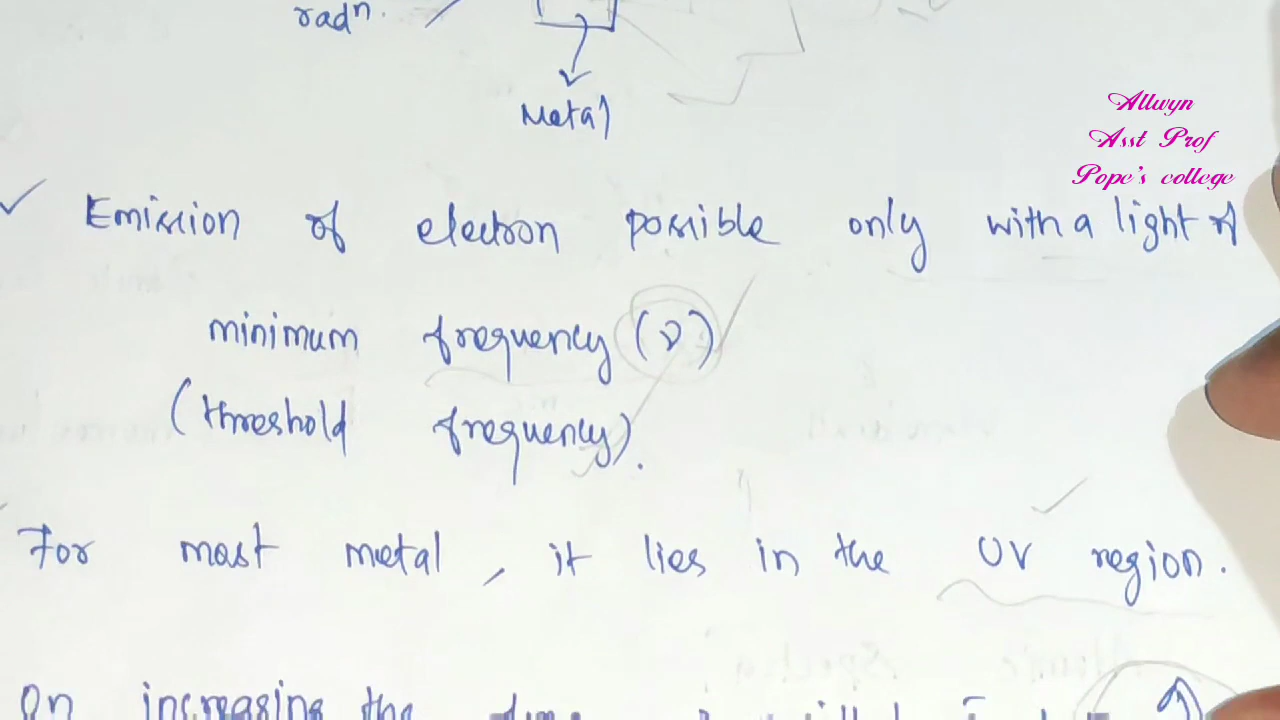 radⁿ.
Metal
Allwyn
Asst Prof
Pope's college
Emission of electron possible only with a light of
minimum frequency (ν)
(threshold frequency).
For most metal, it lies in the UV region.
On increasing the